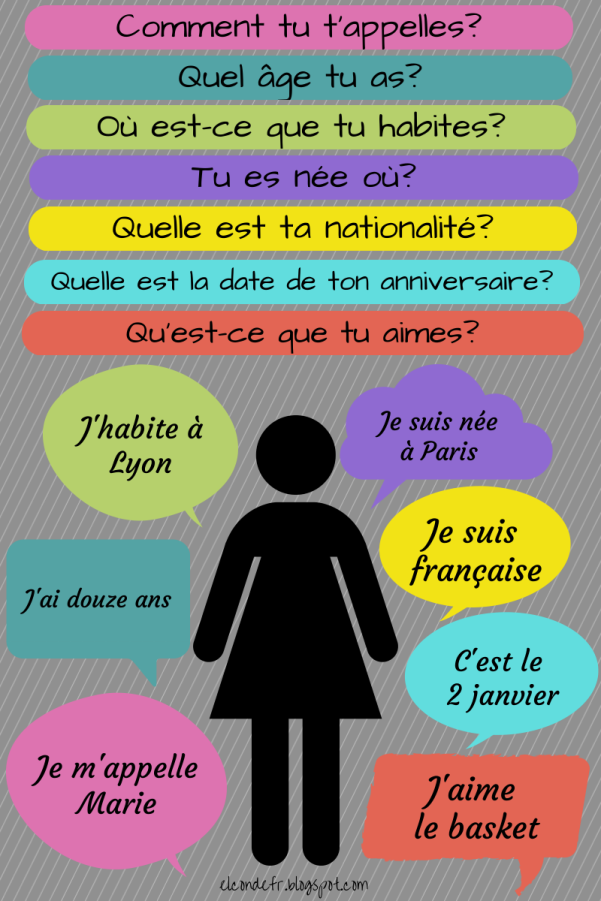 Comment tu t'appelles?
Quel âge tu as?
Où est-ce que tu habites?
Tu es née où?
Quelle est ta nationalité?
Quelle est la date de ton anniversaire?
Qu'est-ce que tu aimes?
J'habite à
Lyon
Je suis née
à Paris
Je suis
française
J'ai douze ans
C'est le
2 janvier
Je m'appelle
Marie
J'aime
le basket
elcondefr.blogspot.com